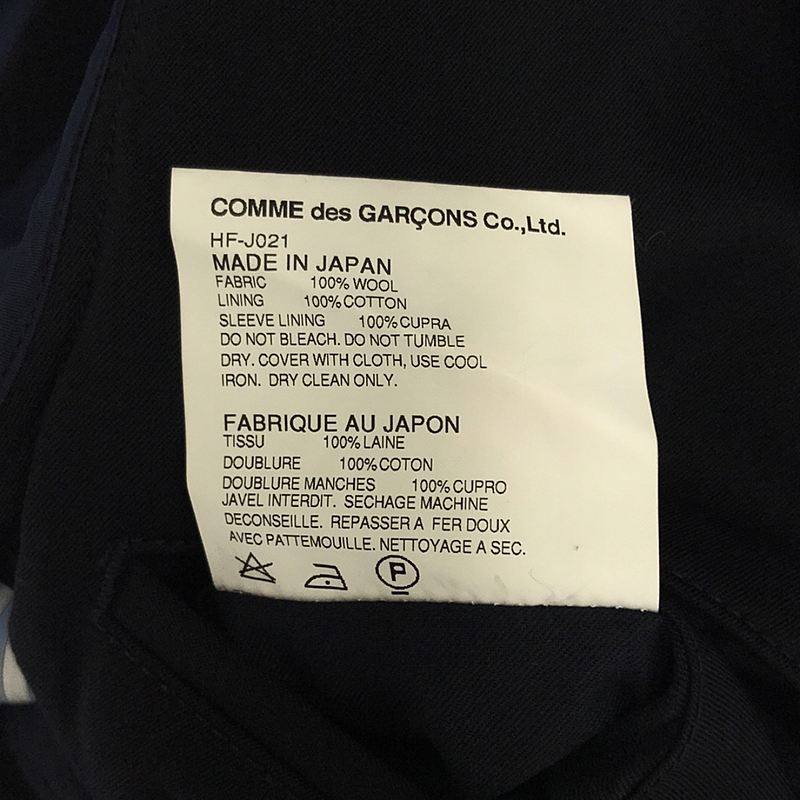 COMME des GARÇONS Co.,Ltd.
HF-J021
MADE IN JAPAN
FABRIC 100% WOOL
LINING 100% COTTON
SLEEVE LINING 100% CUPRA
DO NOT BLEACH. DO NOT TUMBLE
DRY. COVER WITH CLOTH, USE COOL
IRON. DRY CLEAN ONLY.
FABRIQUE AU JAPON
TISSU 100% LAINE
DOUBLURE 100% COTON
DOUBLURE MANCHES 100% CUPRO
JAVEL INTERDIT. SECHAGE MACHINE
DECONSEILLE. REPASSER A FER DOUX
AVEC PATTEMOUILLE. NETTOYAGE A SEC.
P